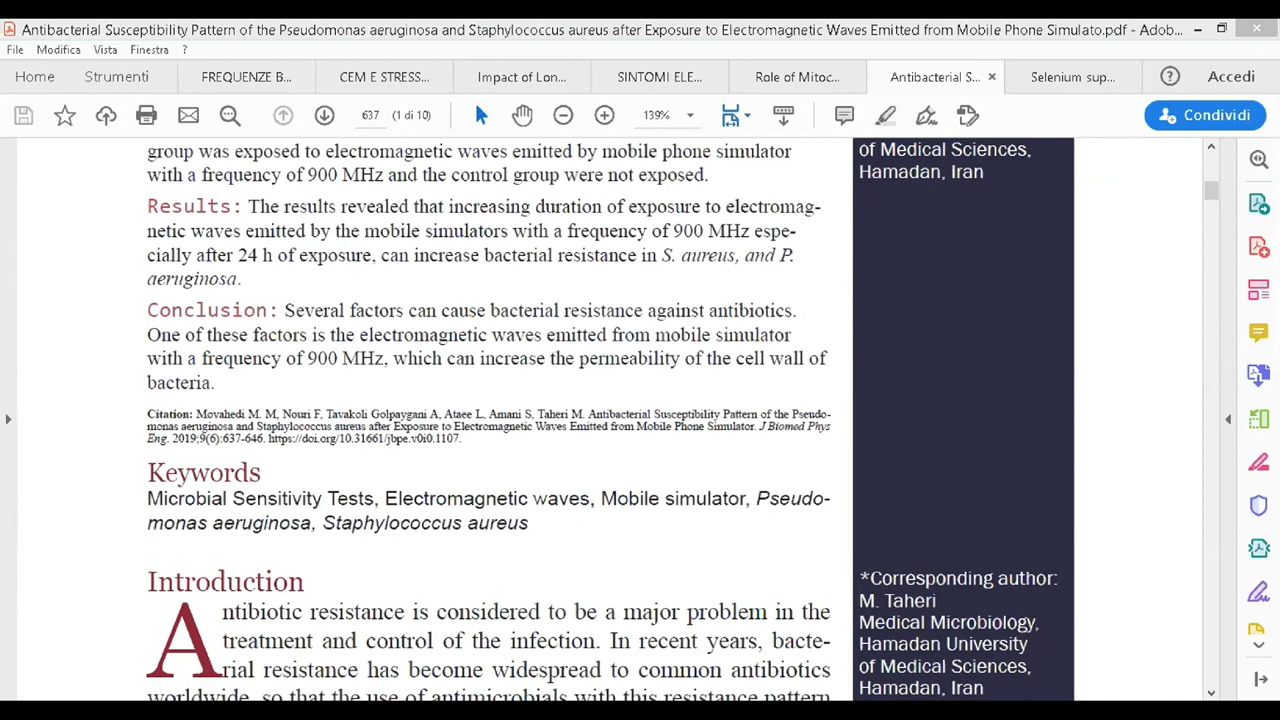 Antibacterial Susceptibility Pattern of the Pseudomonas aeruginosa and Staphylococcus aureus after Exposure to Electromagnetic Waves Emitted from Mobile Phone Simulato.pdf - Adob...
File Modifica Vista Finestra ?
Home Strumenti FREQUENZE B... CEM E STRESS... Impact of Lon... SINTOMI ELE... Role of Mitoc... Antibacterial S... × Selenium sup... ? Accedi
637 (1 di 10) 139% Condividi
group was exposed to electromagnetic waves emitted by mobile phone simulator
with a frequency of 900 MHz and the control group were not exposed.
Results: The results revealed that increasing duration of exposure to electromag-
netic waves emitted by the mobile simulators with a frequency of 900 MHz espe-
cially after 24 h of exposure, can increase bacterial resistance in S. aureus, and P.
aeruginosa.
Conclusion: Several factors can cause bacterial resistance against antibiotics.
One of these factors is the electromagnetic waves emitted from mobile simulator
with a frequency of 900 MHz, which can increase the permeability of the cell wall of
bacteria.
Citation: Movahedi M. M, Nouri F, Tavakoli Golpaygani A, Ataee L, Amani S, Taheri M. Antibacterial Susceptibility Pattern of the Pseudo-
monas aeruginosa and Staphylococcus aureus after Exposure to Electromagnetic Waves Emitted from Mobile Phone Simulator. J Biomed Phys
Eng. 2019;9(6):637-646. https://doi.org/10.31661/jbpe.v0i0.1107.
Keywords
Microbial Sensitivity Tests, Electromagnetic waves, Mobile simulator, Pseudo-
monas aeruginosa, Staphylococcus aureus
Introduction
Antibiotic resistance is considered to be a major problem in the
treatment and control of the infection. In recent years, bacte-
rial resistance has become widespread to common antibiotics
worldwide, so that the use of antimicrobials with this resistance pattern
of Medical Sciences,
Hamadan, Iran
*Corresponding author:
M. Taheri
Medical Microbiology,
Hamadan University
of Medical Sciences,
Hamadan, Iran